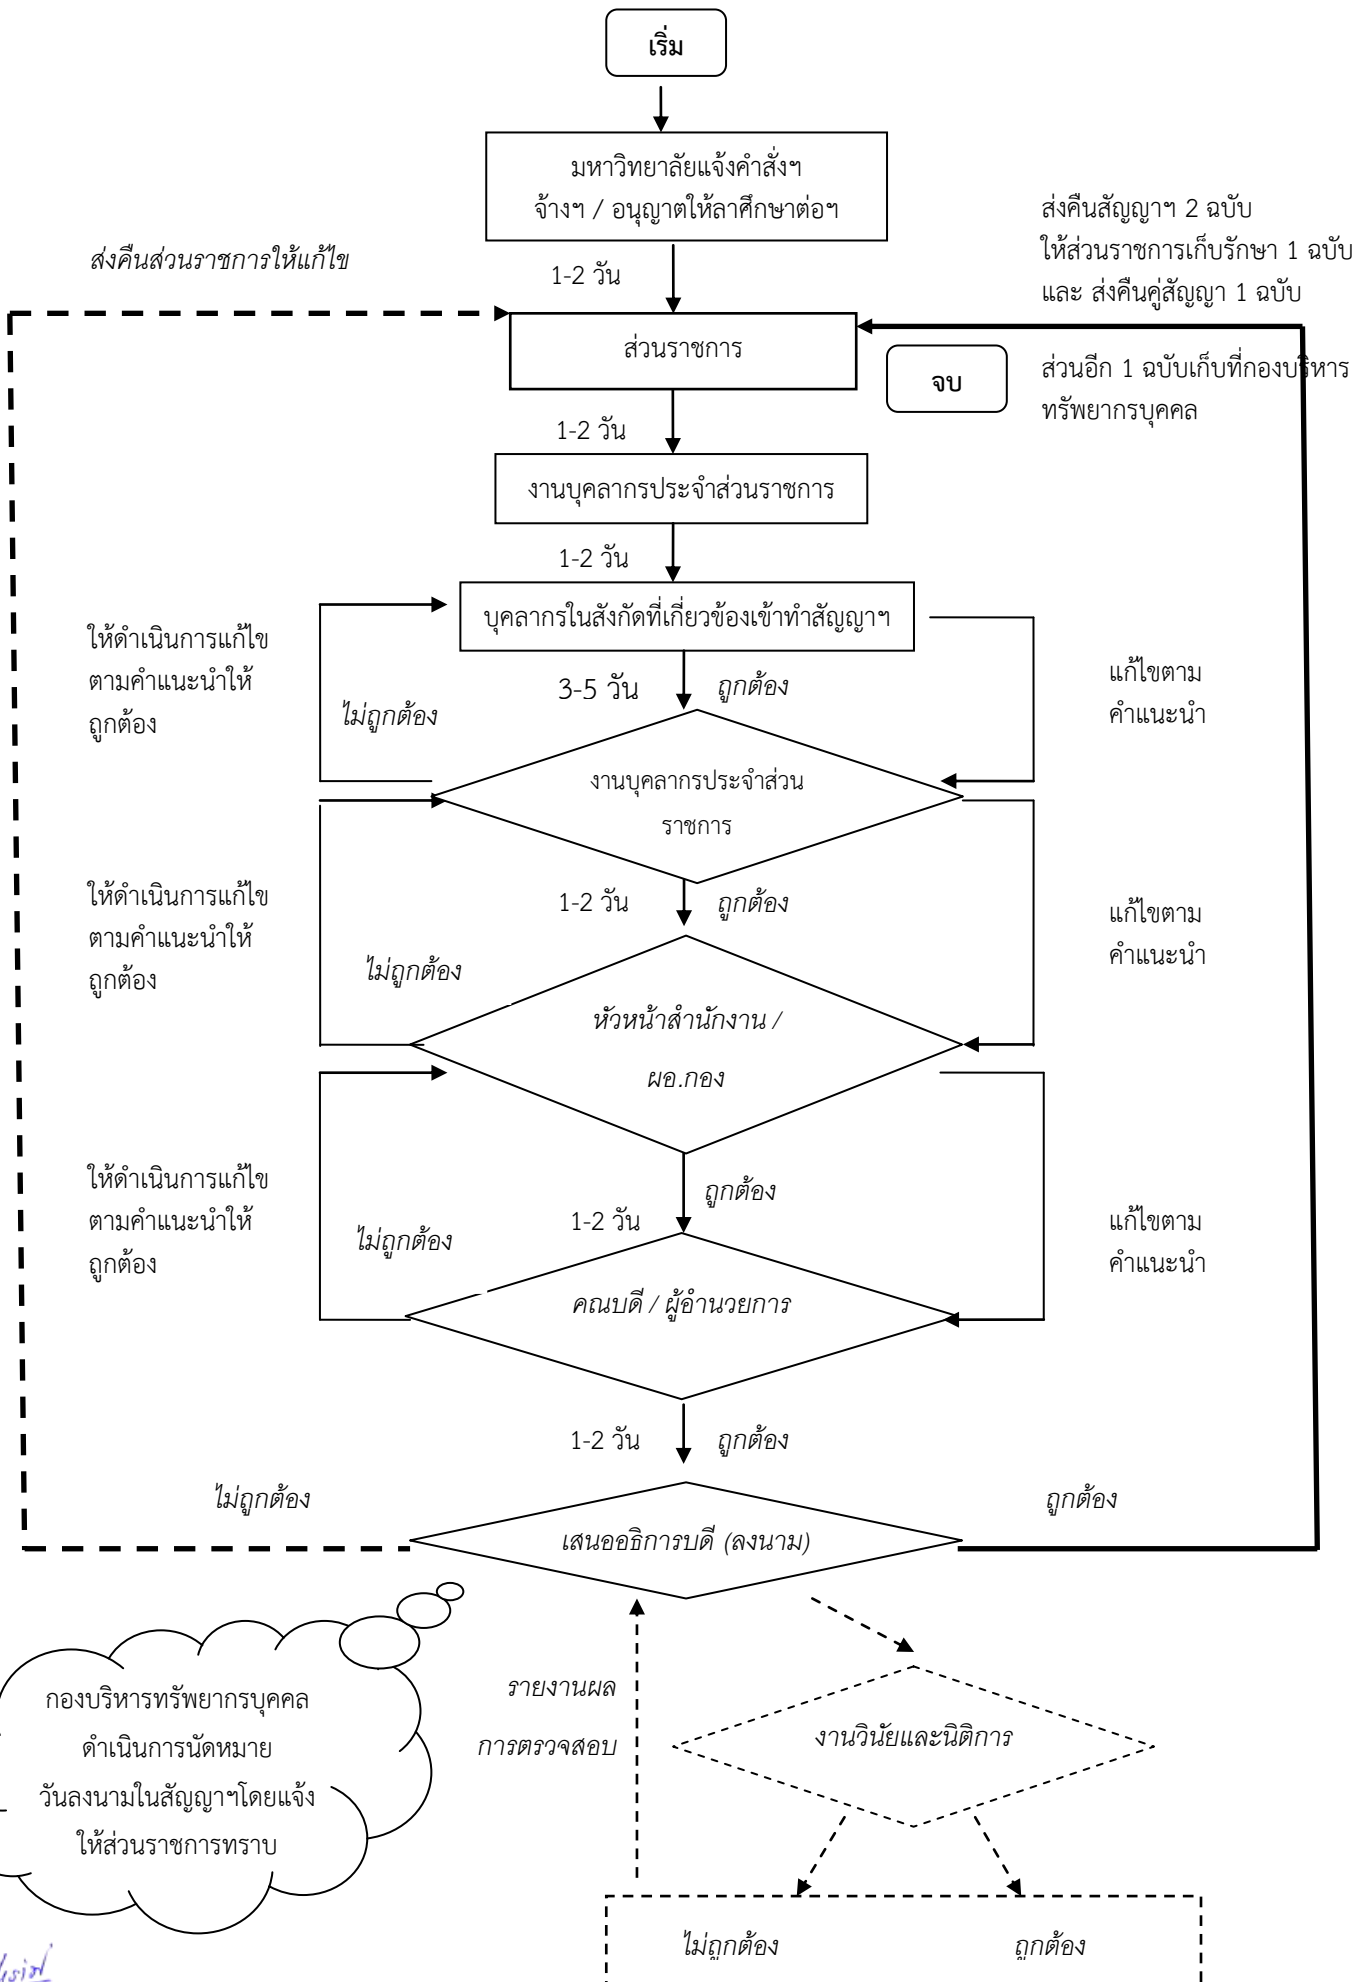 เริ่ม
มหาวิทยาลัยแจ้งคำสั่งฯ
จ้างฯ / อนุญาตให้ลาศึกษาต่อฯ
ส่งคืนสัญญาฯ 2 ฉบับ
ให้ส่วนราชการเก็บรักษา 1 ฉบับ
และ ส่งคืนคู่สัญญา 1 ฉบับ
ส่งคืนส่วนราชการให้แก้ไข
1-2 วัน
ส่วนราชการ
จบ
ส่วนอีก 1 ฉบับเก็บที่กองบริหาร
ทรัพยากรบุคคล
1-2 วัน
งานบุคลากรประจำส่วนราชการ
1-2 วัน
บุคลากรในสังกัดที่เกี่ยวข้องเข้าทำสัญญาฯ
ให้ดำเนินการแก้ไข
ตามคำแนะนำให้
ถูกต้อง
ไม่ถูกต้อง
3-5 วัน
ถูกต้อง
แก้ไขตาม
คำแนะนำ
งานบุคลากรประจำส่วน
ราชการ
ให้ดำเนินการแก้ไข
ตามคำแนะนำให้
ถูกต้อง
ไม่ถูกต้อง
1-2 วัน
ถูกต้อง
แก้ไขตาม
คำแนะนำ
หัวหน้าสำนักงาน /
ผอ.กอง
ให้ดำเนินการแก้ไข
ตามคำแนะนำให้
ถูกต้อง
ไม่ถูกต้อง
1-2 วัน
ถูกต้อง
แก้ไขตาม
คำแนะนำ
คณบดี / ผู้อำนวยการ
1-2 วัน
ถูกต้อง
ไม่ถูกต้อง
ถูกต้อง
เสนออธิการบดี (ลงนาม)
กองบริหารทรัพยากรบุคคล
ดำเนินการนัดหมาย
วันลงนามในสัญญาฯโดยแจ้ง
ให้ส่วนราชการทราบ
รายงานผล
การตรวจสอบ
งานวินัยและนิติการ
ไม่ถูกต้อง
ถูกต้อง